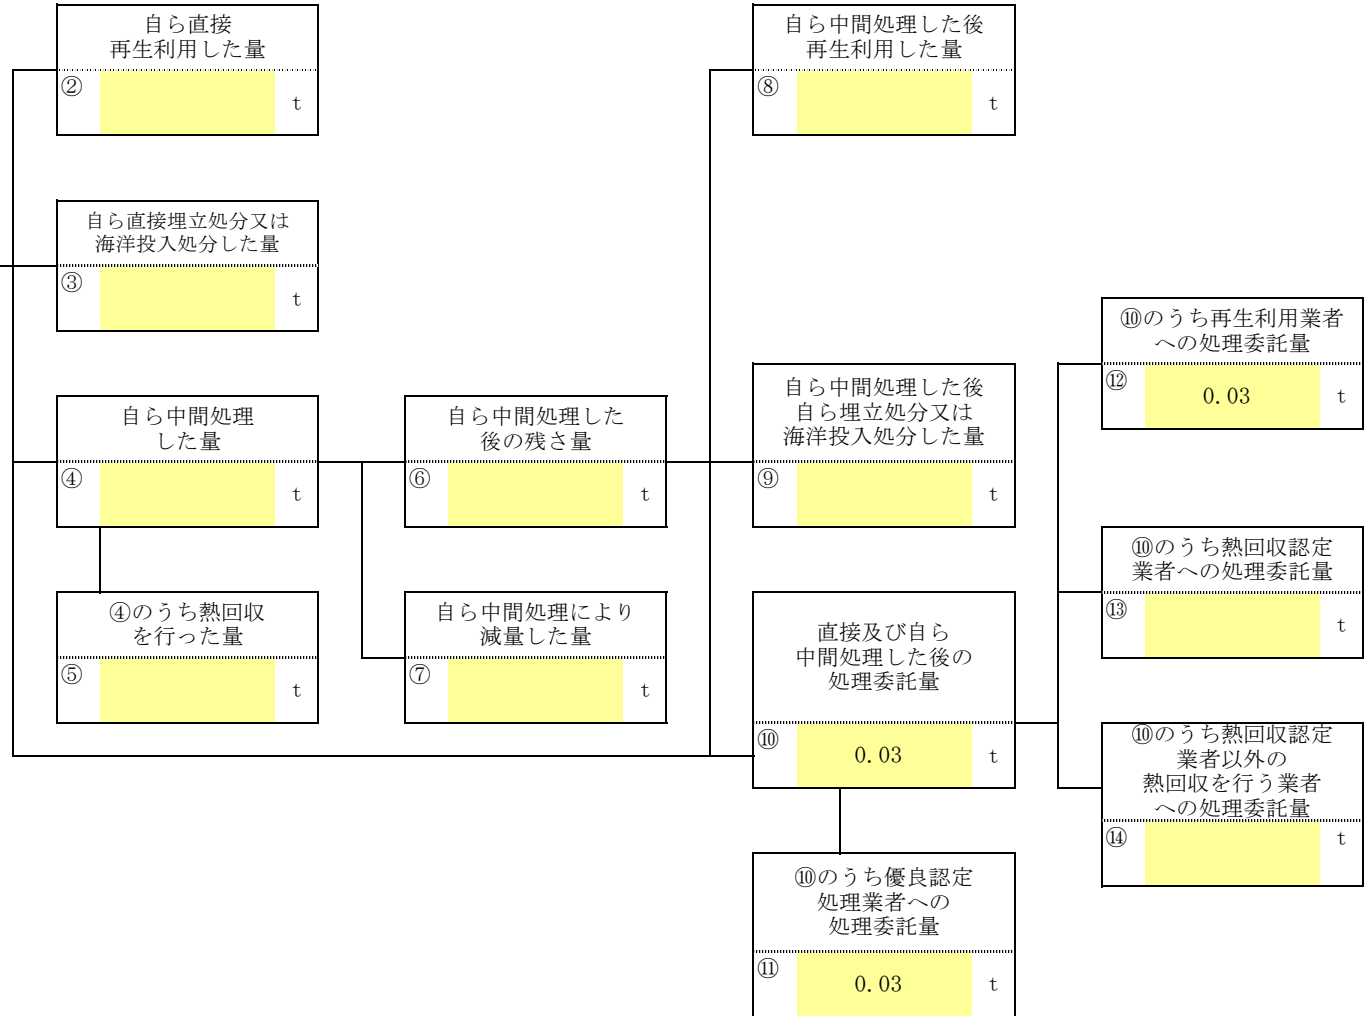 自ら直接
再生利用した量
②
t
自ら中間処理した後
再生利用した量
⑧
t
自ら直接埋立処分又は
海洋投入処分した量
③
t
⑩のうち再生利用業者
への処理委託量
⑫
0.03
t
自ら中間処理
した量
④
t
自ら中間処理した
後の残さ量
⑥
t
自ら中間処理した後
自ら埋立処分又は
海洋投入処分した量
⑨
t
⑩のうち熱回収認定
業者への処理委託量
⑬
t
④のうち熱回収
を行った量
⑤
t
自ら中間処理により
減量した量
⑦
t
直接及び自ら
中間処理した後の
処理委託量
⑩
0.03
t
⑩のうち熱回収認定
業者以外の
熱回収を行う業者
への処理委託量
⑭
t
⑩のうち優良認定
処理業者への
処理委託量
⑪
0.03
t